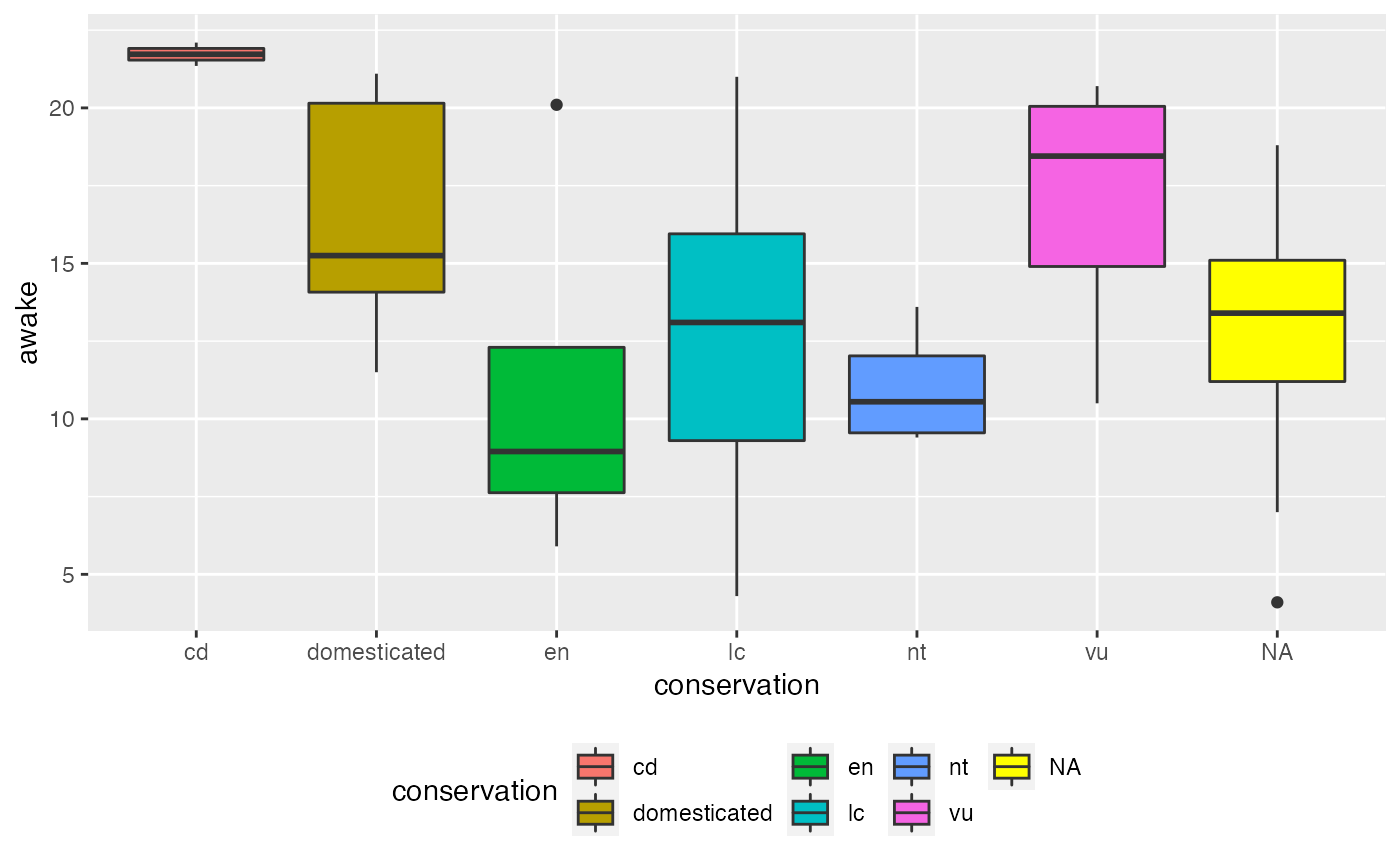 20
15
10
5
awake
cd domesticated en lc nt vu NA
conservation
conservation
cd en nt NA
domesticated lc vu